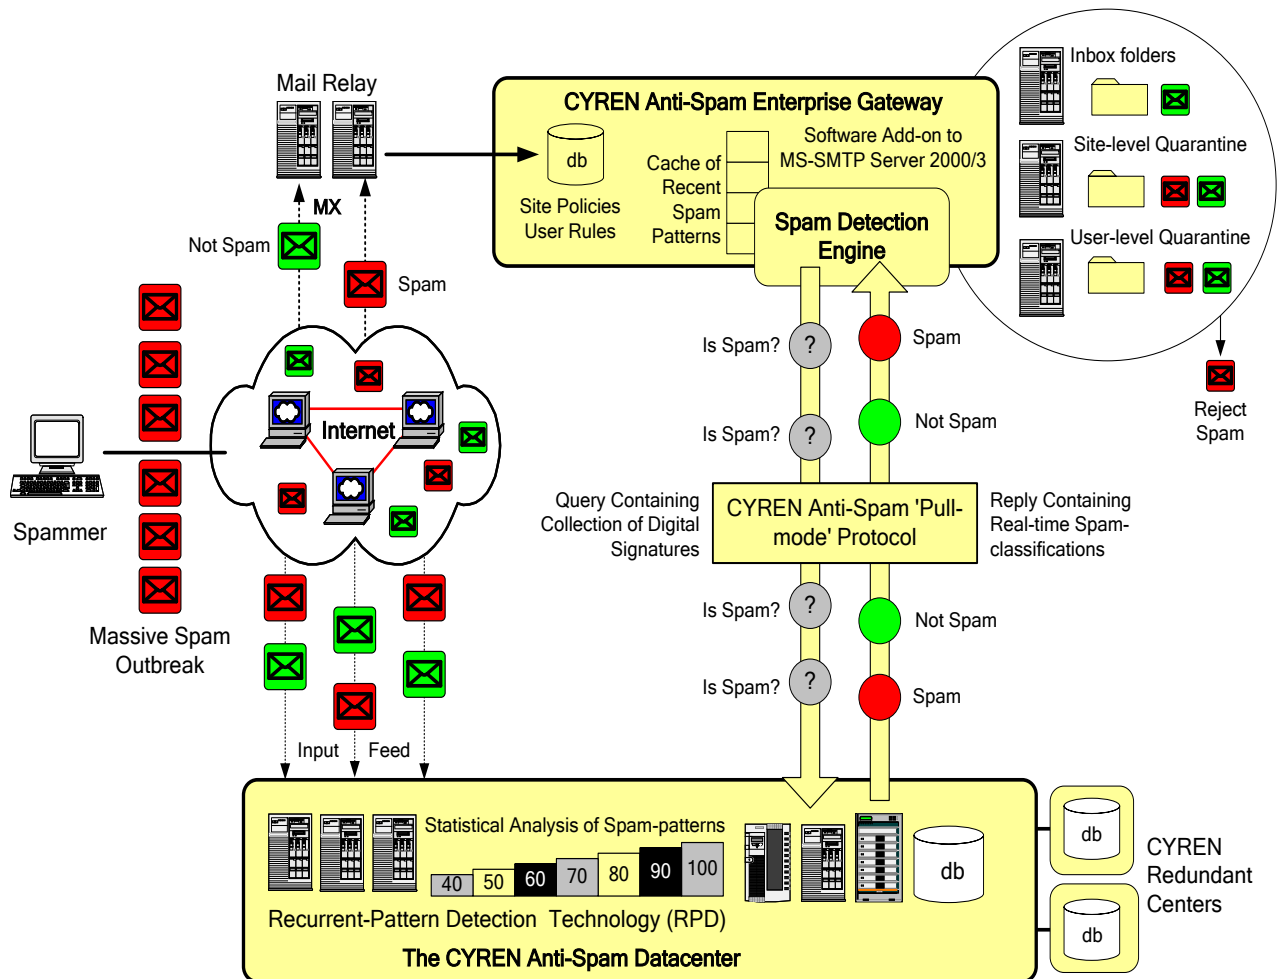 Mail Relay
MX
Not Spam
Spam
Spammer
Massive Spam
Outbreak
Internet
Input
Feed
CYREN Anti-Spam Enterprise Gateway
db
Site Policies
User Rules
Cache of
Recent
Spam
Patterns
Software Add-on to
MS-SMTP Server 2000/3
Spam Detection
Engine
Inbox folders
Site-level Quarantine
User-level Quarantine
Reject
Spam
Is Spam?
?
Spam
Is Spam?
?
Not Spam
Query Containing
Collection of Digital
Signatures
CYREN Anti-Spam 'Pull-
mode' Protocol
Reply Containing
Real-time Spam-
classifications
Is Spam?
?
Not Spam
Is Spam?
?
Spam
Statistical Analysis of Spam-patterns
40
50
60
70
80
90
100
Recurrent-Pattern Detection Technology (RPD)
The CYREN Anti-Spam Datacenter
db
db
db
CYREN
Redundant
Centers